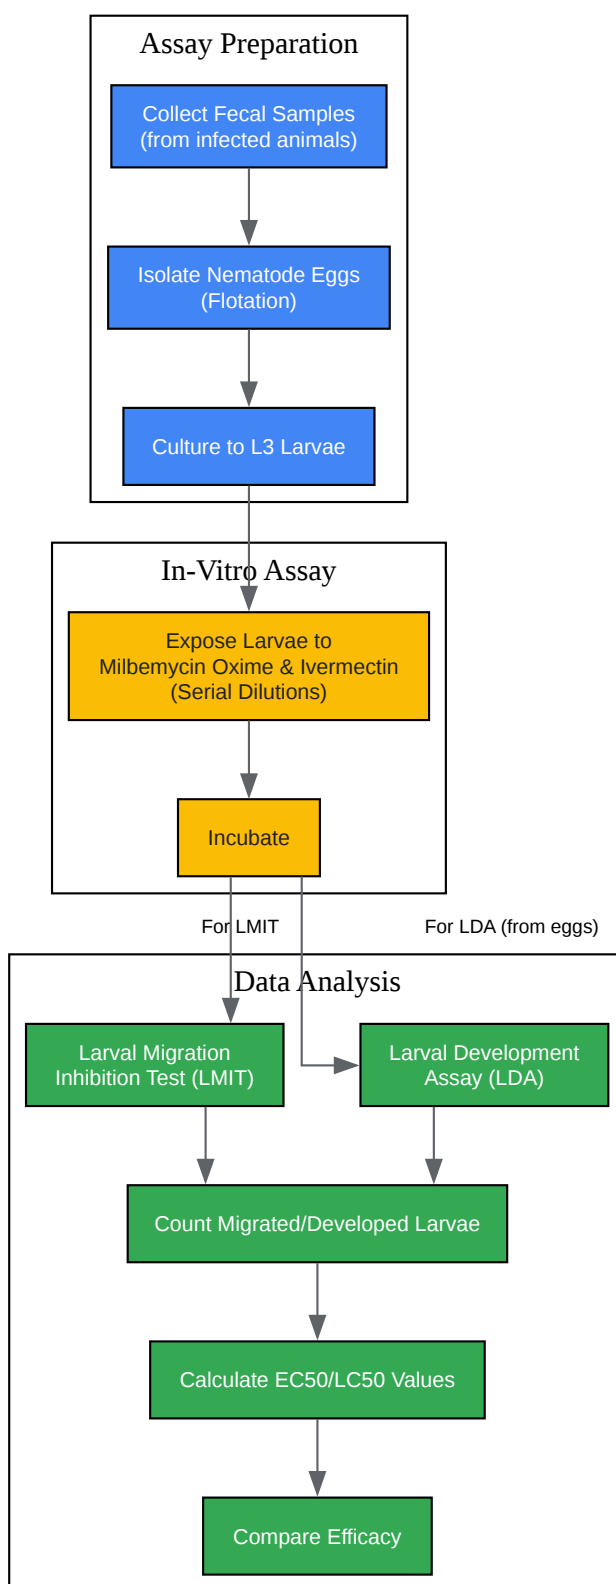 Assay Preparation
Collect Fecal Samples
(from infected animals)
Isolate Nematode Eggs
(Flotation)
Culture to L3 Larvae
In-Vitro Assay
Expose Larvae to
Milbemycin Oxime & Ivermectin
(Serial Dilutions)
Incubate
For LMIT
For LDA (from eggs)
Data Analysis
Larval Migration
Inhibition Test (LMIT)
Larval Development
Assay (LDA)
Count Migrated/Developed Larvae
Calculate EC50/LC50 Values
Compare Efficacy